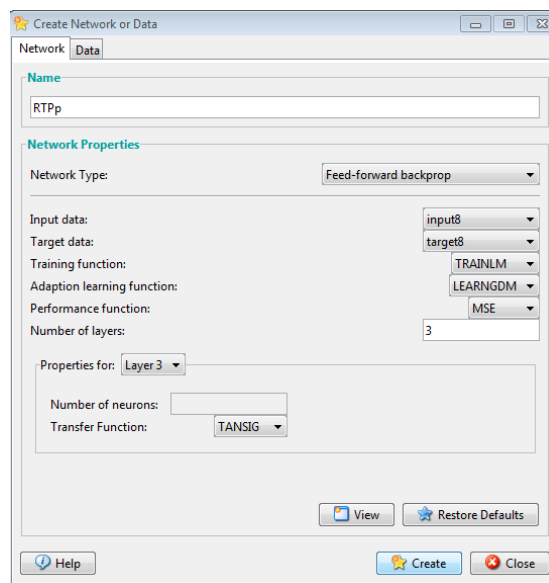 Create Network or Data
Network Data
Name
RTPp
Network Properties
Network Type: Feed-forward backprop
Input data: input8
Target data: target8
Training function: TRAINLM
Adaption learning function: LEARNGDM
Performance function: MSE
Number of layers: 3
Properties for: Layer 3
Number of neurons:
Transfer Function: TANSIG
View Restore Defaults
Help Create Close